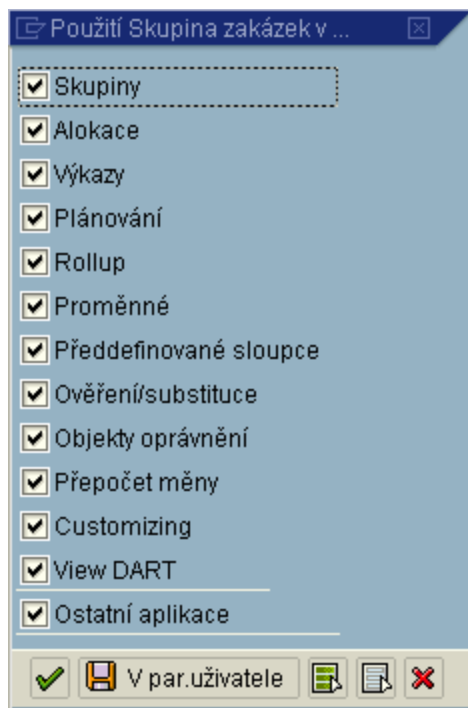 Použití Skupina zakázek v ...
Skupiny
Alokace
Výkazy
Plánování
Rollup
Proměnné
Předdefinované sloupce
Ověření/substituce
Objekty oprávnění
Přepočet měny
Customizing
View DART
Ostatní aplikace
V par.uživatele